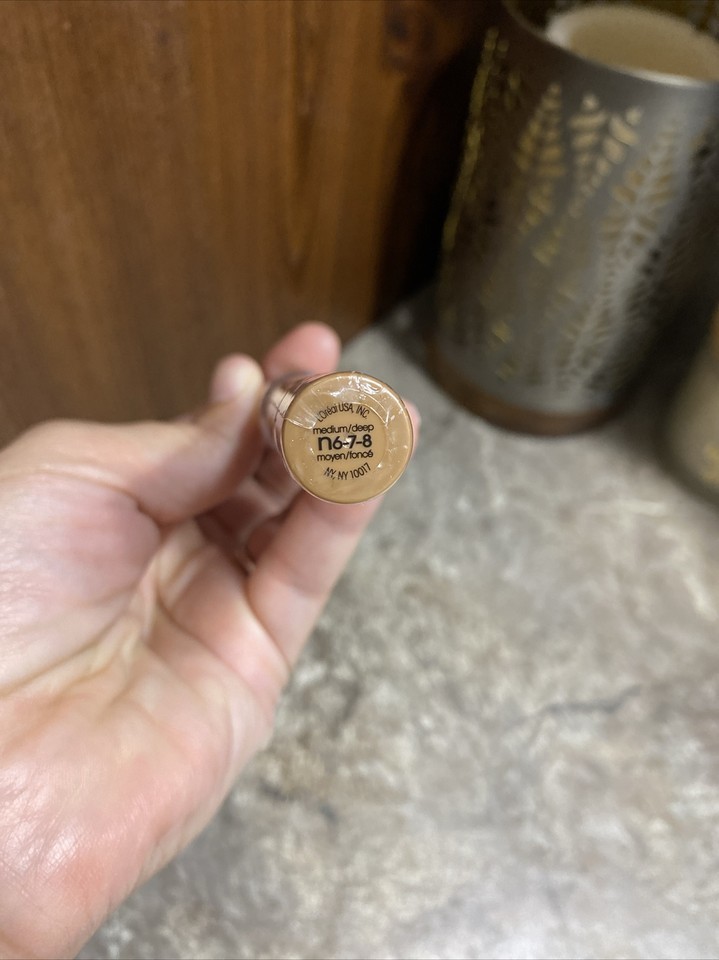 L'Oréal USA, INC.
medium/deep
n6-7-8
moyen/foncé
NY, NY 10017